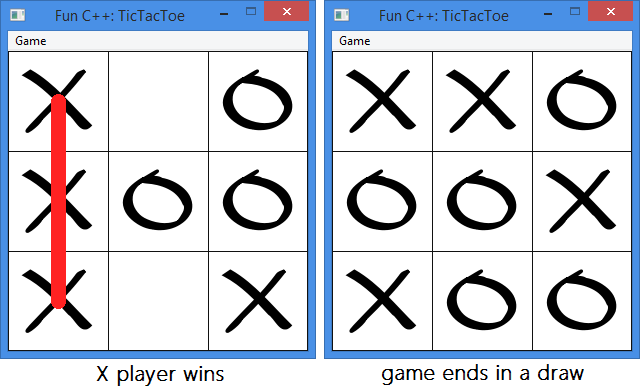 Fun C++: TicTacToe
Game
X O
X O O
X X
X player wins
Fun C++: TicTacToe
Game
X X O
O O X
X O O
game ends in a draw